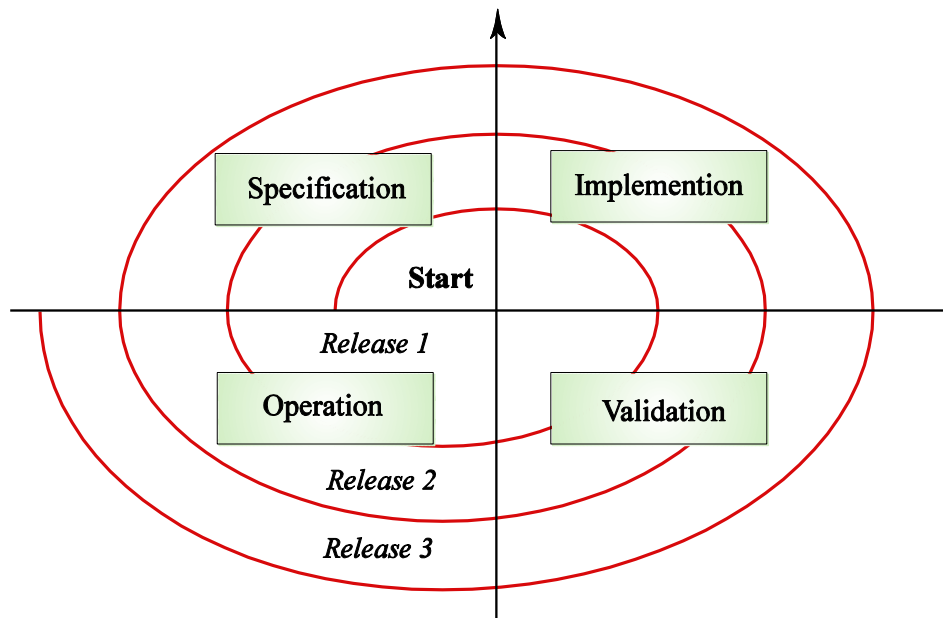 Specification
Implemention
Start
Release 1
Operation
Validation
Release 2
Release 3